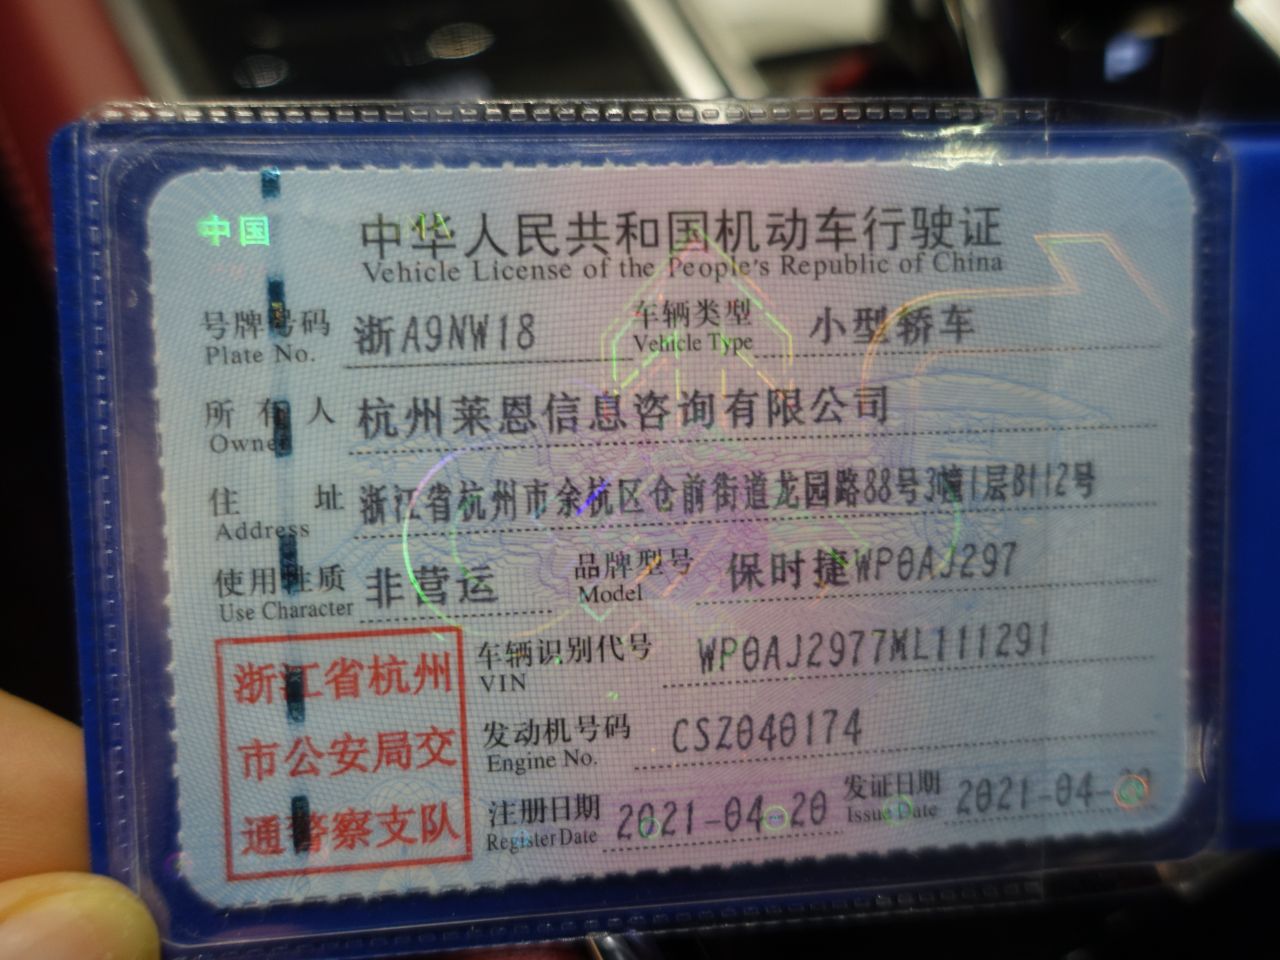 中国
中华人民共和国机动车行驶证
Vehicle License of the People's Republic of China
号牌号码 浙A9NW18 车辆类型 小型轿车
Plate No. Vehicle Type
所有人 杭州莱恩信息咨询有限公司
Owner
住址 浙江省杭州市余杭区仓前街道龙园路88号3幢1层B112号
Address
使用性质 非营运 品牌型号 保时捷WP0AJ297
Use Character Model
浙江省杭州
市公安局交
通警察支队
车辆识别代号 WP0AJ2977ML111291
VIN
发动机号码 CSZ040174
Engine No.
注册日期 2021-04-20 发证日期 2021-04-
Register Date Issue Date